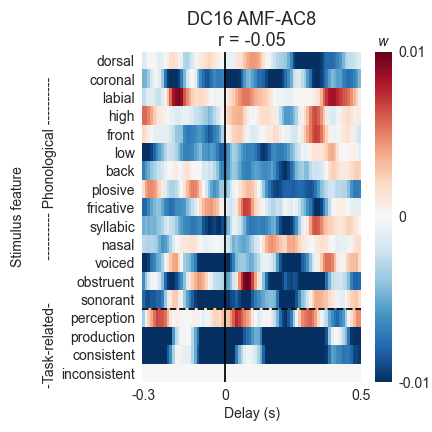 DC16 AMF-AC8
r = -0.05
w
0.01
0
-0.01
Stimulus feature
-Task-related- -------- Phonological ----------
dorsal
coronal
labial
high
front
low
back
plosive
fricative
syllabic
nasal
voiced
obstruent
sonorant
perception
production
consistent
inconsistent
-0.3
0
0.5
Delay (s)